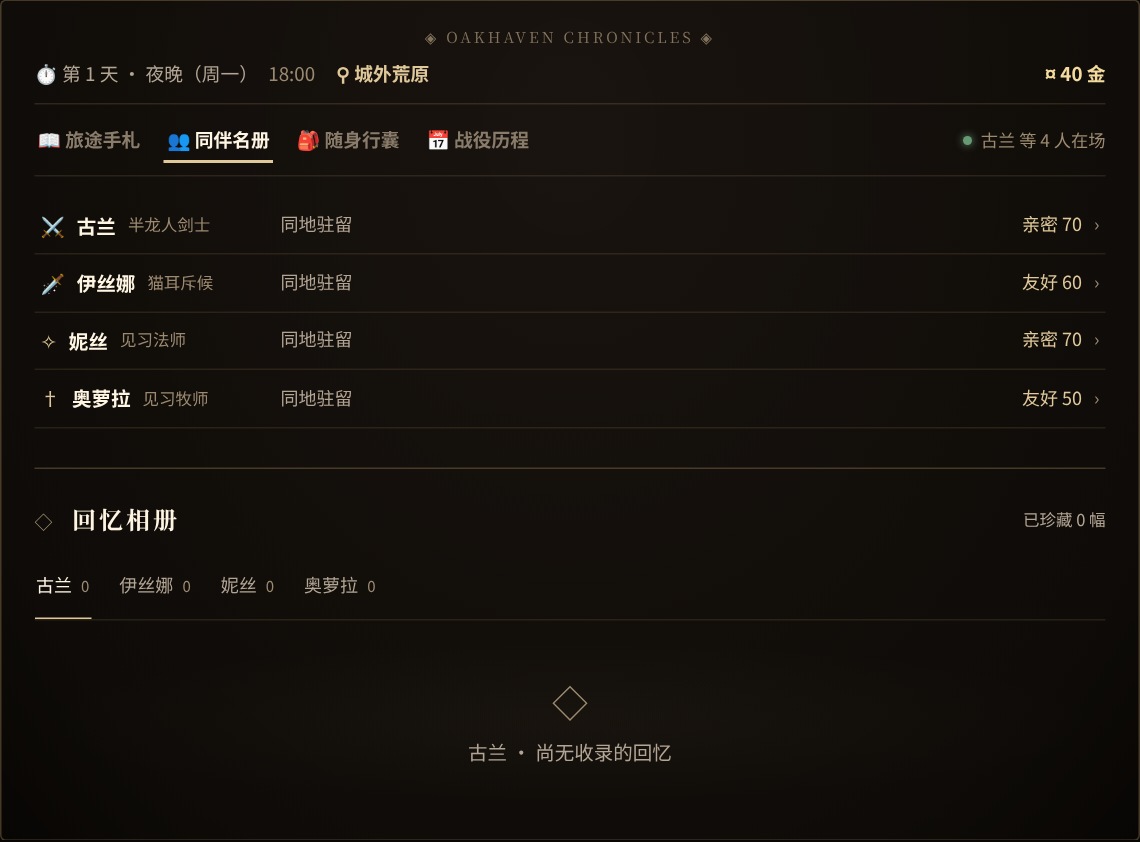 ◈ OAKHAVEN CHRONICLES ◈
第 1 天 · 夜晚（周一） 18:00 城外荒原 ¤ 40 金
旅途手札 同伴名册 随身行囊 战役历程 古兰 等 4 人在场
古兰 半龙人剑士 同地驻留 亲密 70 ›
伊丝娜 猫耳斥候 同地驻留 友好 60 ›
妮丝 见习法师 同地驻留 亲密 70 ›
奥萝拉 见习牧师 同地驻留 友好 50 ›
回忆相册 已珍藏 0 幅
古兰 0 伊丝娜 0 妮丝 0 奥萝拉 0
古兰 · 尚无收录的回忆